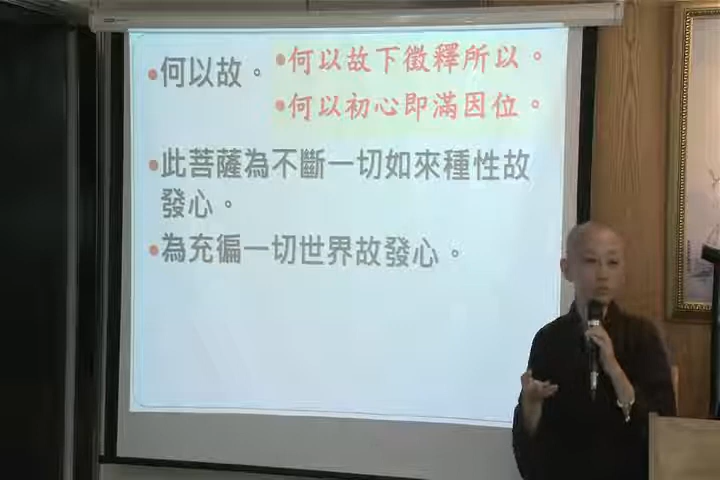 •何以故。
•何以故下徵釋所以。
•何以初心即滿因位。
•此菩薩為不斷一切如來種性故
發心。
•為充徧一切世界故發心。